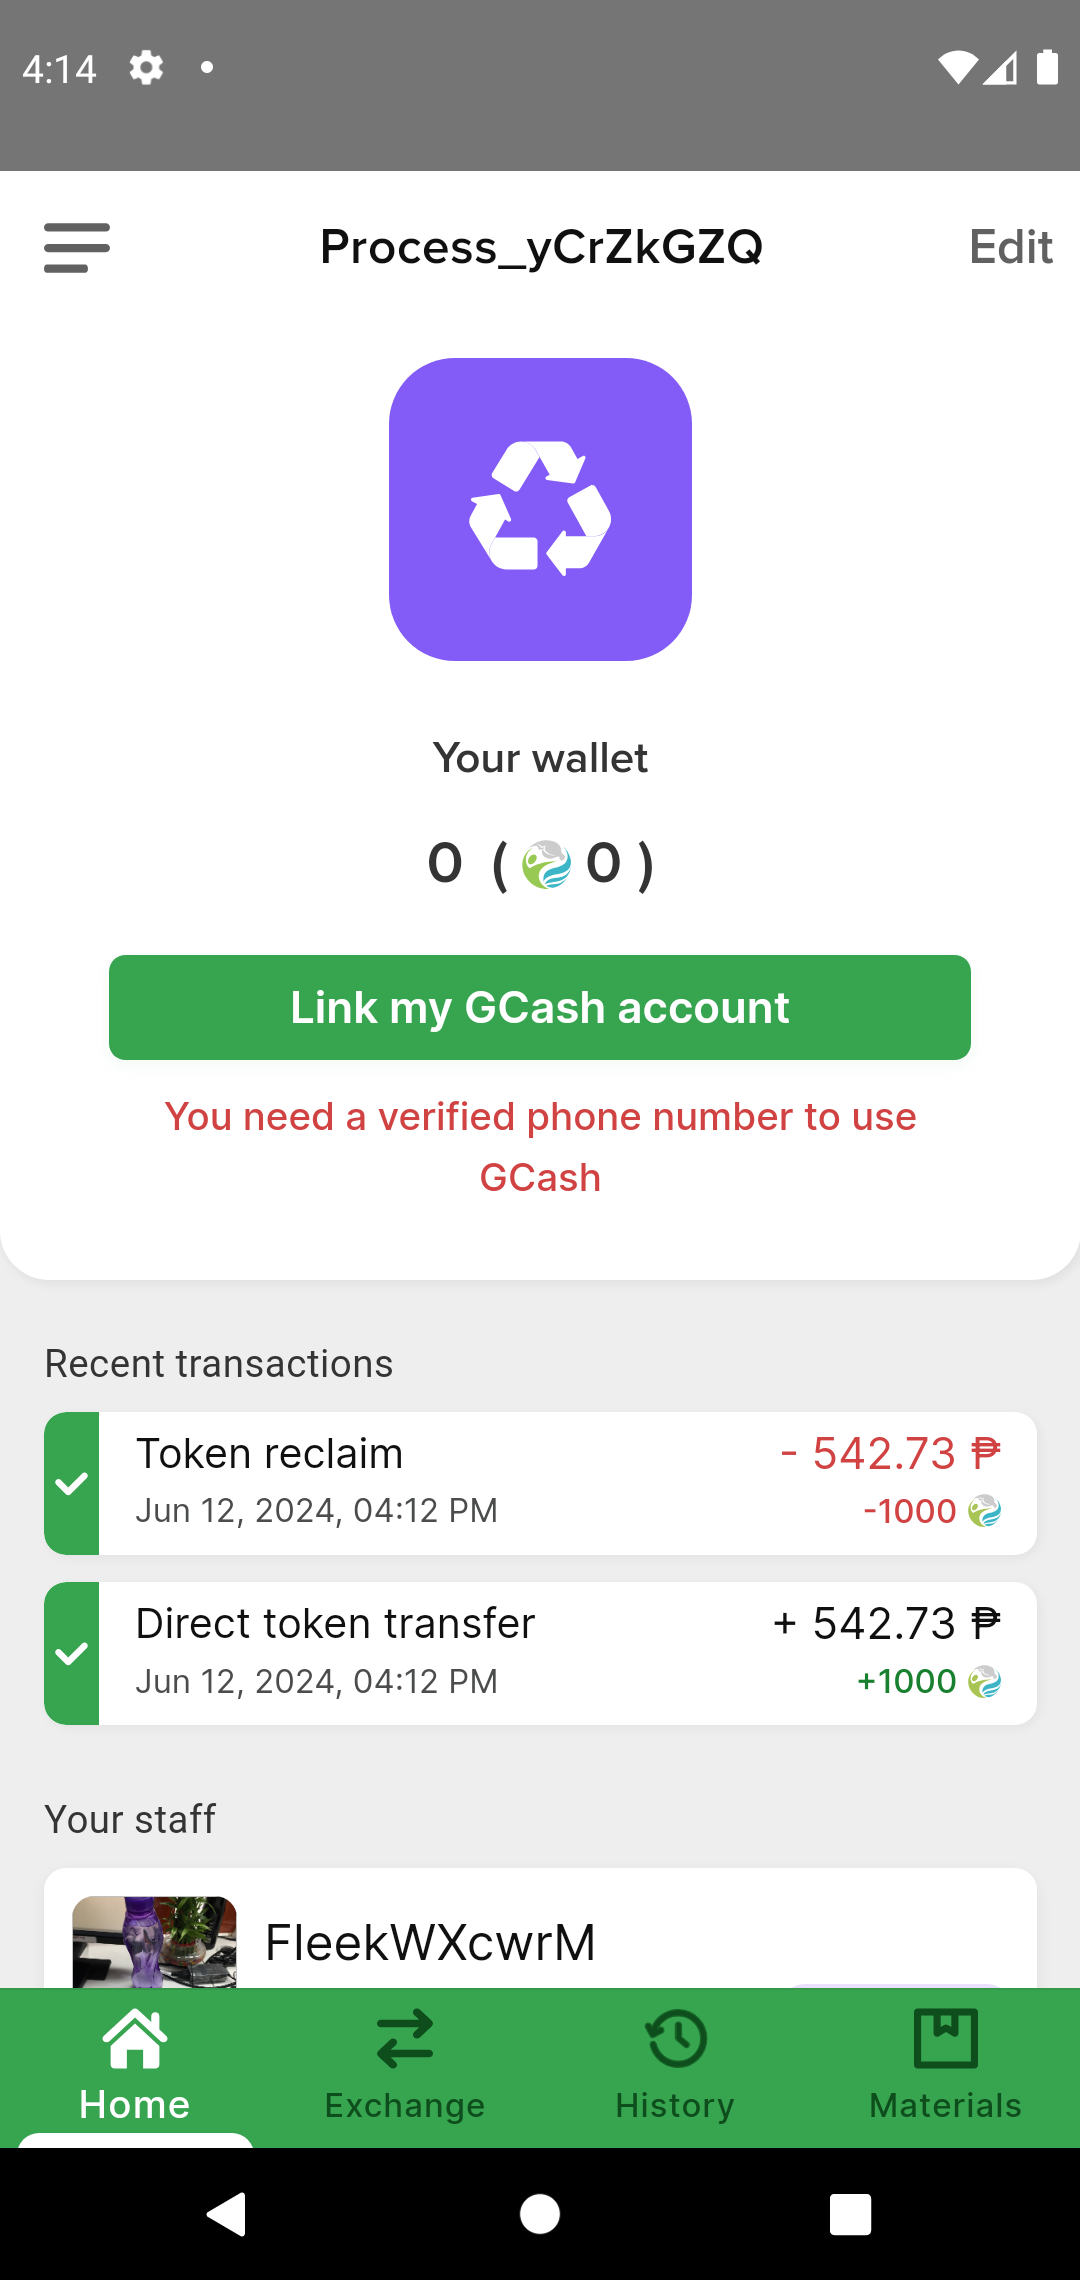 4:14
Process_yCrZkGZQ
Edit
Your wallet
0 ( 0 )
Link my GCash account
You need a verified phone number to use
GCash
Recent transactions
Token reclaim - 542.73 ₱
Jun 12, 2024, 04:12 PM -1000
Direct token transfer + 542.73 ₱
Jun 12, 2024, 04:12 PM +1000
Your staff
FleekWXcwrM
Home Exchange History Materials